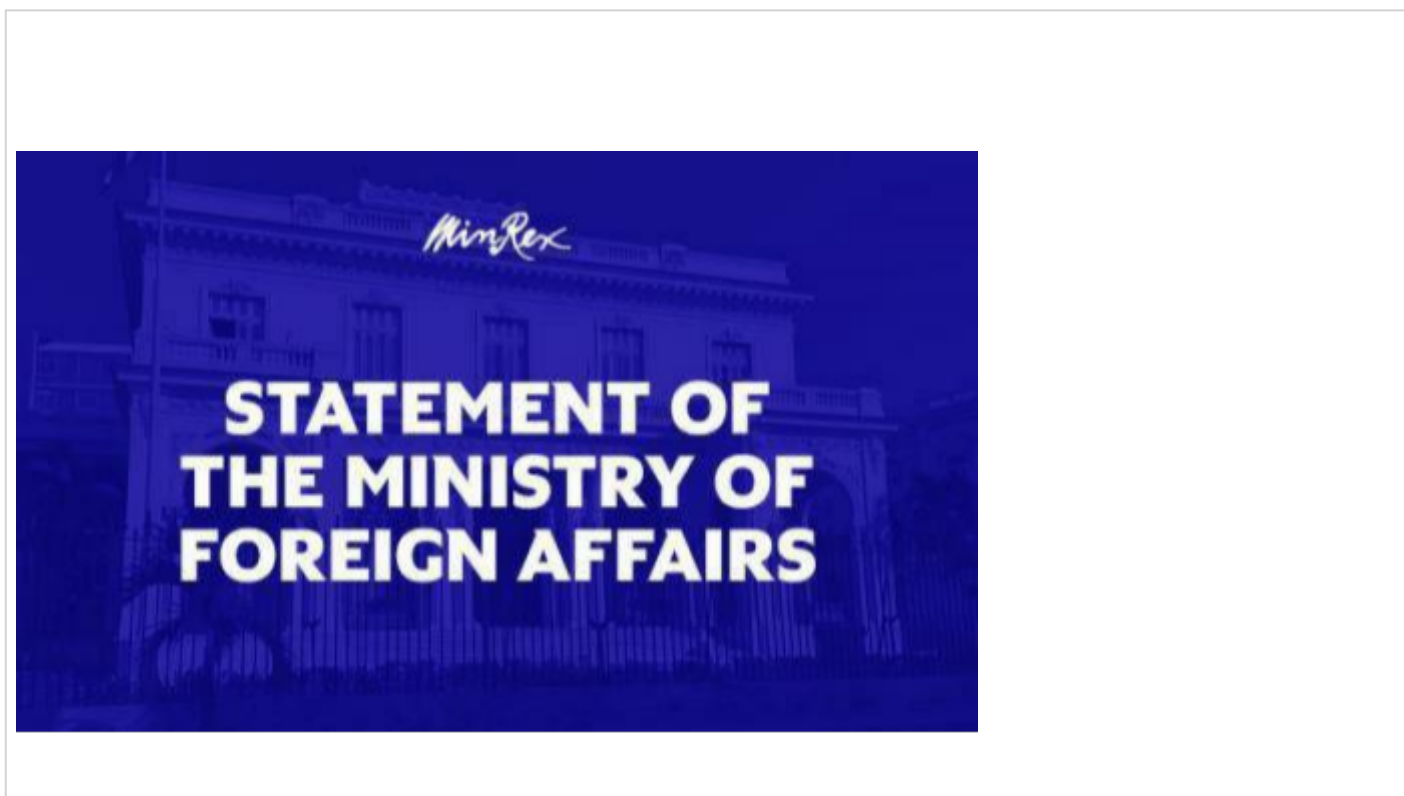 MinRex
STATEMENT OF
THE MINISTRY OF
FOREIGN AFFAIRS